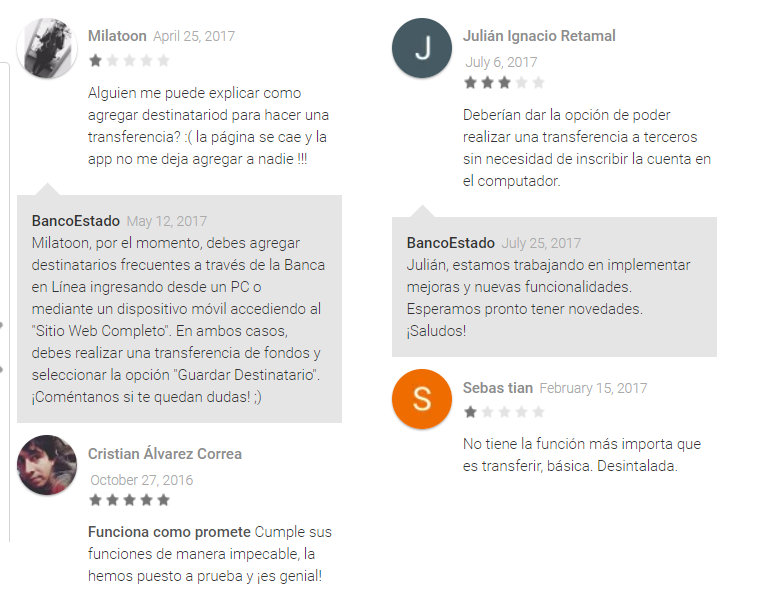 Milatoon April 25, 2017
Alguien me puede explicar como
agregar destinatariod para hacer una
transferencia? :( la página se cae y la
app no me deja agregar a nadie !!!
BancoEstado May 12, 2017
Milatoon, por el momento, debes agregar
destinatarios frecuentes a través de la Banca
en Línea ingresando desde un PC o
mediante un dispositivo móvil accediendo al
"Sitio Web Completo". En ambos casos,
debes realizar una transferencia de fondos y
seleccionar la opción "Guardar Destinatario".
¡Coméntanos si te quedan dudas! ;)
Cristian Álvarez Correa
October 27, 2016
Funciona como promete Cumple sus
funciones de manera impecable, la
hemos puesto a prueba y ¡es genial!
J
Julián Ignacio Retamal
July 6, 2017
Deberían dar la opción de poder
realizar una transferencia a terceros
sin necesidad de inscribir la cuenta en
el computador.
BancoEstado July 25, 2017
Julián, estamos trabajando en implementar
mejoras y nuevas funcionalidades.
Esperamos pronto tener novedades.
¡Saludos!
S
Sebas tian February 15, 2017
No tiene la función más importa que
es transferir, básica. Desintalada.